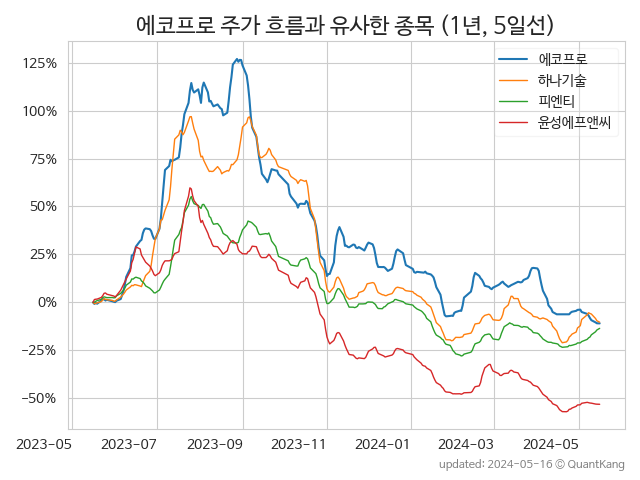 에코프로 주가 흐름과 유사한 종목 (1년, 5일선)
에코프로
하나기술
피엔티
윤성에프앤씨
125%
100%
75%
50%
25%
0%
−25%
−50%
2023-05
2023-07
2023-09
2023-11
2024-01
2024-03
2024-05
updated: 2024-05-16 © QuantKang